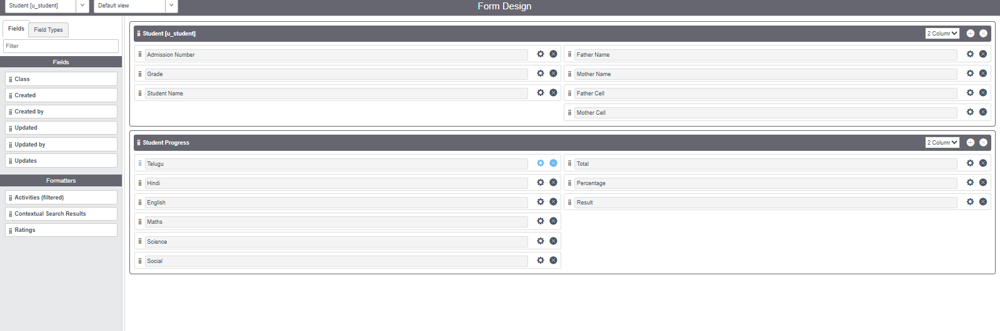 Student [u_student]
Default view
Form Design
Fields
Field Types
Filter
Fields
Class
Created
Created by
Updated
Updated by
Updates
Formatters
Activities (filtered)
Contextual Search Results
Ratings
Student [u_student]
2 Columr
Admission Number
Grade
Student Name
Father Name
Mother Name
Father Cell
Mother Cell
Student Progress
2 Columr
Telugu
Hindi
English
Maths
Science
Social
Total
Percentage
Result